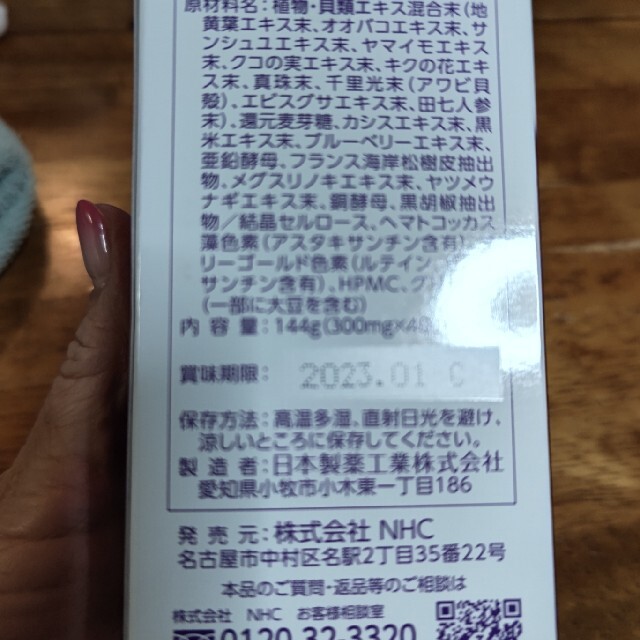 原材料名:植物・貝類エキス混合末(地
黄葉エキス末、オオバコエキス末、サ
ンシュユエキス末、ヤマイモエキス
末、クコの実エキス末、キクの花エキ
ス末、真珠末、千里光末(アワビ貝
殻)、エビスグサエキス末、田七人参
末)、還元麦芽糖、カシスエキス末、黒
米エキス末、ブルーベリーエキス末、
亜鉛酵母、フランス海岸松樹皮抽出
物、メグスリノキエキス末、ヤツメウ
ナギエキス末、銅酵母、黒胡椒抽出
物/結晶セルロース、ヘマトコッカス
藻色素(アスタキサンチン含有)
リーゴールド色素(ルテイン
サンチン含有)、HPMC、
(一部に大豆を含む)
内容量:144g(300mg×4
賞味期限: 2023.01 C
保存方法:高温多湿、直射日光を避け、
涼しいところに保存してください。
製造者:日本製薬工業株式会社
愛知県小牧市小木東一丁目186
発売元:株式会社 NHC
名古屋市中村区名駅2丁目35番22号
本品のご質問・返品等のご相談は
株式会社 NHC お客様相談室
0120-32-3320